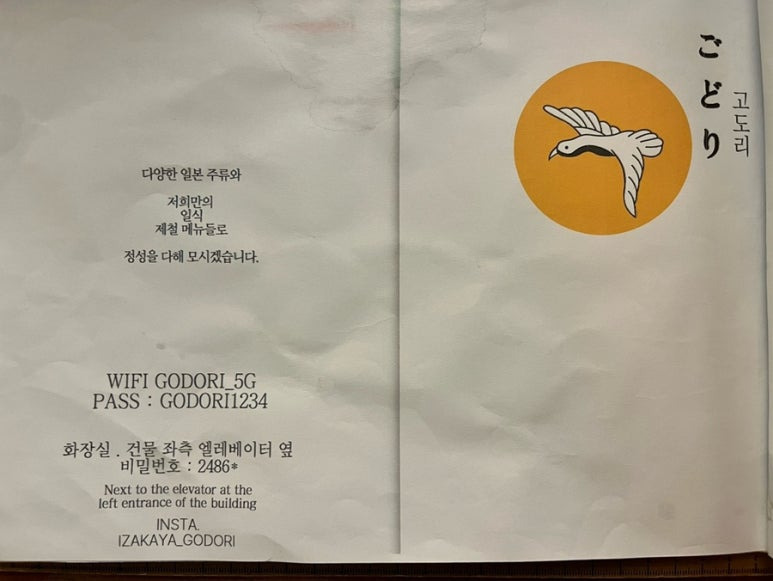 다양한 일본 주류와
저희만의
일식
제철 메뉴들로
정성을 다해 모시겠습니다.
WIFI GODORI_5G
PASS : GODORI1234
화장실 . 건물 좌측 엘레베이터 옆
비밀번호 : 2486*
Next to the elevator at the
left entrance of the building
INSTA.
IZAKAYA_GODORI
ごどり
고도리